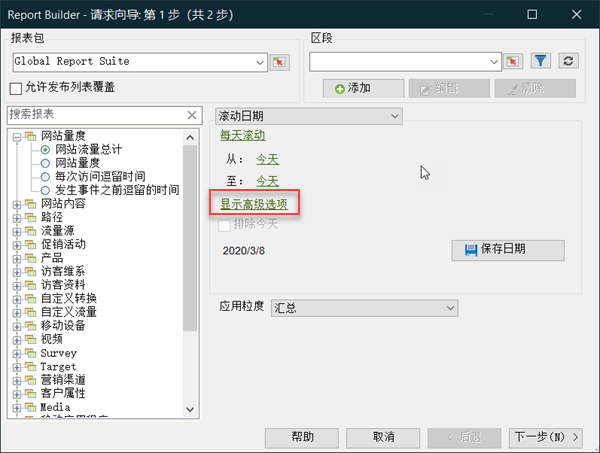 Report Builder - 请求向导: 第 1 步 (共 2 步)
报表包
Global Report Suite
允许发布列表覆盖
区段
添加
编辑
清除
搜索报表
网站量度
网站流量总计
网站量度
每次访问逗留时间
发生事件之前逗留的时间
网站内容
路径
流量源
促销活动
产品
访客维系
访客资料
自定义转换
自定义流量
移动设备
视频
Survey
Target
营销渠道
客户属性
Media
滚动日期
每天滚动
从: 今天
至: 今天
显示高级选项
排除今天
2020/3/8
保存日期
应用粒度 汇总
帮助
取消
< 后退
下一步(N) >